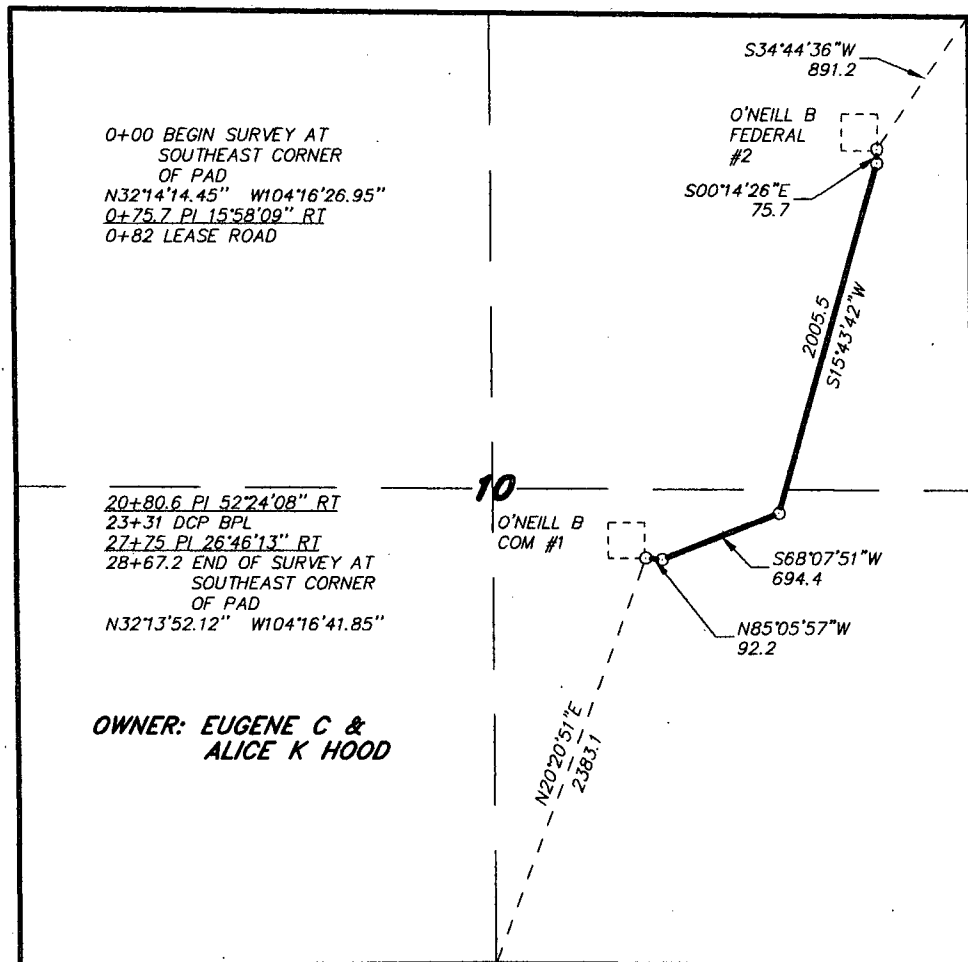 S34°44'36"W
891.2
O'NEILL B
FEDERAL
#2
S00°14'26"E
75.7
0+00 BEGIN SURVEY AT
SOUTHEAST CORNER
OF PAD
N32°14'14.45" W104°16'26.95"
0+75.7 PI 15°58'09" RT
0+82 LEASE ROAD
2005.5
S15°43'42"W
10
20+80.6 PI 52°24'08" RT
23+31 DCP BPL
27+75 PI 26°46'13" RT
28+67.2 END OF SURVEY AT
SOUTHEAST CORNER
OF PAD
N32°13'52.12" W104°16'41.85"
O'NEILL B
COM #1
S68°07'51"W
694.4
N85°05'57"W
92.2
OWNER: EUGENE C &
ALICE K HOOD
N20°20'51"E
2383.1